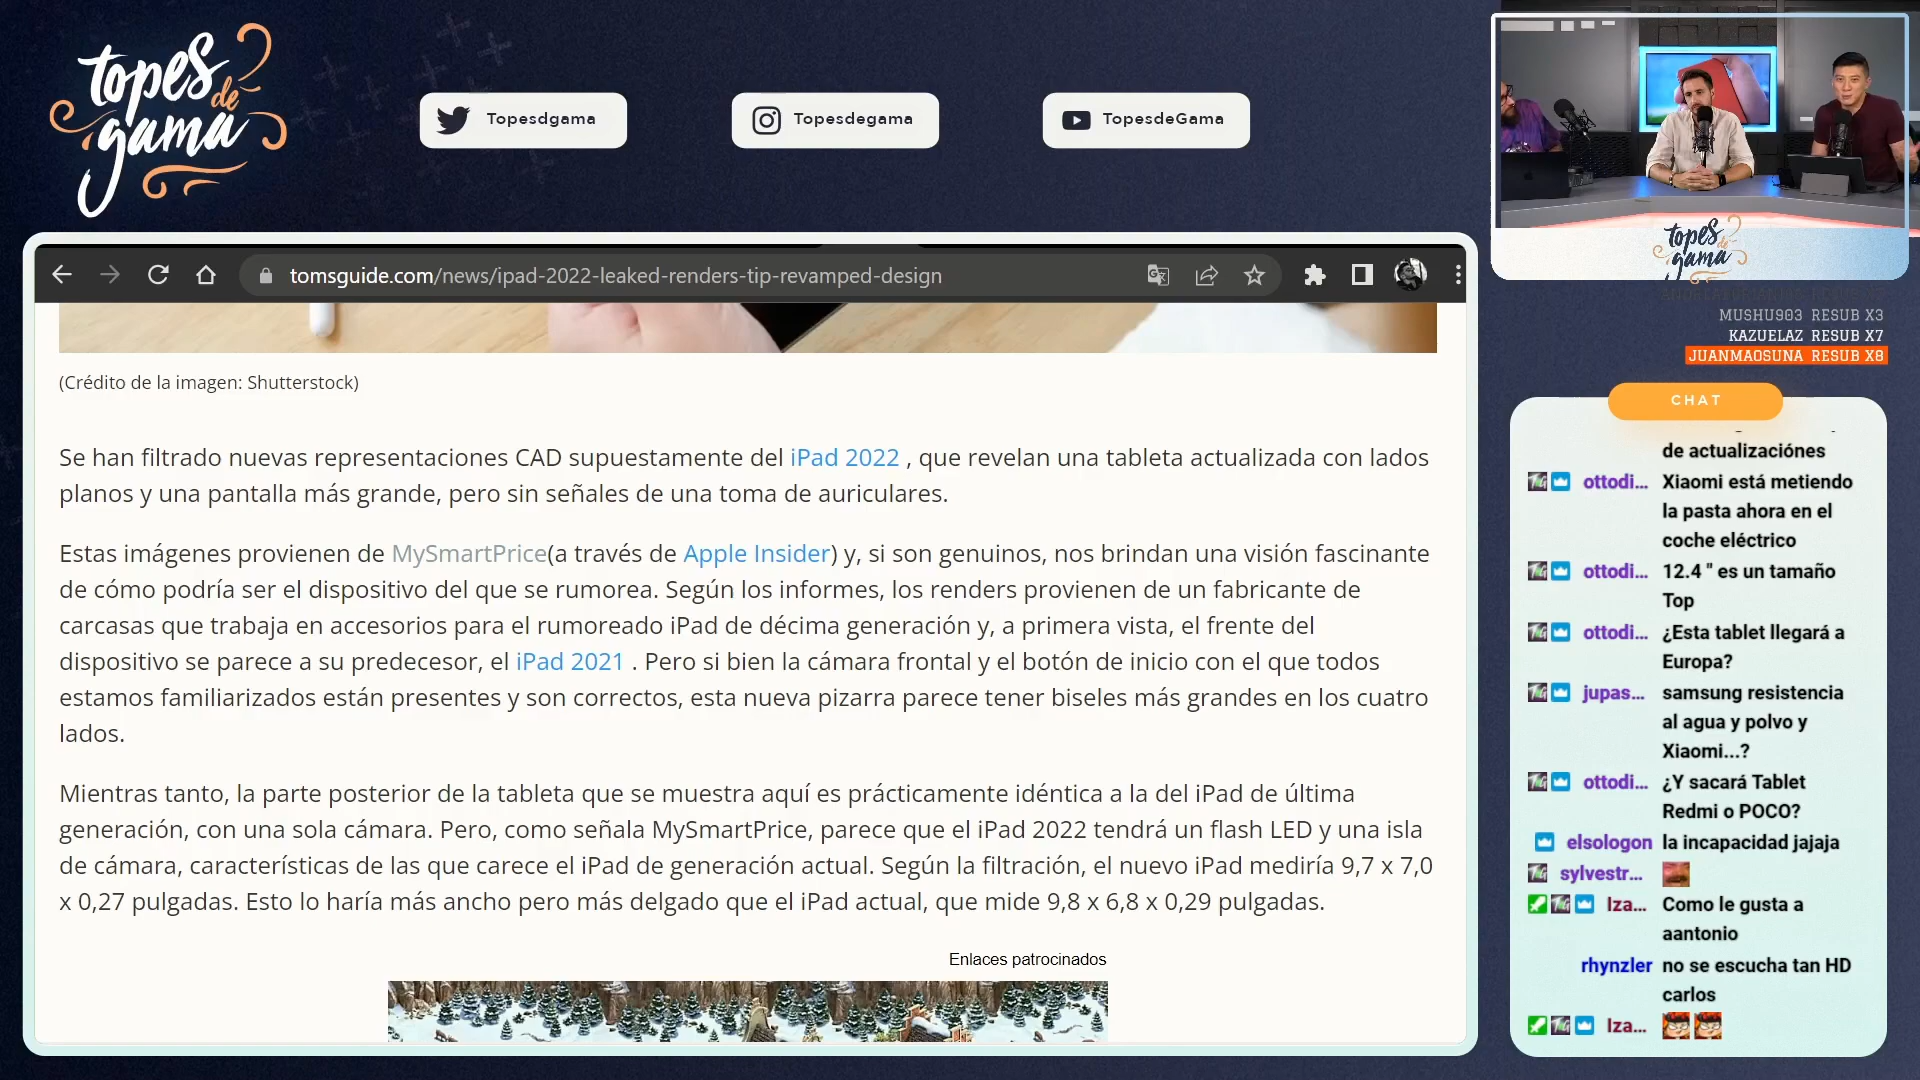 topes
de
gama
Topesdgama
Topesdegama
TopesdeGama
tomsguide.com/news/ipad-2022-leaked-renders-tip-revamped-design
(Crédito de la imagen: Shutterstock)
Se han filtrado nuevas representaciones CAD supuestamente del iPad 2022 , que revelan una tableta actualizada con lados
planos y una pantalla más grande, pero sin señales de una toma de auriculares.
Estas imágenes provienen de MySmartPrice(a través de Apple Insider) y, si son genuinos, nos brindan una visión fascinante
de cómo podría ser el dispositivo del que se rumorea. Según los informes, los renders provienen de un fabricante de
carcasas que trabaja en accesorios para el rumoreado iPad de décima generación y, a primera vista, el frente del
dispositivo se parece a su predecesor, el iPad 2021 . Pero si bien la cámara frontal y el botón de inicio con el que todos
estamos familiarizados están presentes y son correctos, esta nueva pizarra parece tener biseles más grandes en los cuatro
lados.
Mientras tanto, la parte posterior de la tableta que se muestra aquí es prácticamente idéntica a la del iPad de última
generación, con una sola cámara. Pero, como señala MySmartPrice, parece que el iPad 2022 tendrá un flash LED y una isla
de cámara, características de las que carece el iPad de generación actual. Según la filtración, el nuevo iPad mediría 9,7 x 7,0
x 0,27 pulgadas. Esto lo haría más ancho pero más delgado que el iPad actual, que mide 9,8 x 6,8 x 0,29 pulgadas.
Enlaces patrocinados
topes
de
gama
MUSHU903 RESUB X3
KAZUELAZ RESUB X7
JUANMAOSUNA RESUB X8
CHAT
de actualizaciónes
ottodi... Xiaomi está metiendo
la pasta ahora en el
coche eléctrico
ottodi... 12.4 " es un tamaño
Top
ottodi... ¿Esta tablet llegará a
Europa?
jupas... samsung resistencia
al agua y polvo y
Xiaomi...?
ottodi... ¿Y sacará Tablet
Redmi o POCO?
elsologon la incapacidad jajaja
sylvestr...
Iza... Como le gusta a
aantonio
rhynzler no se escucha tan HD
carlos
Iza...